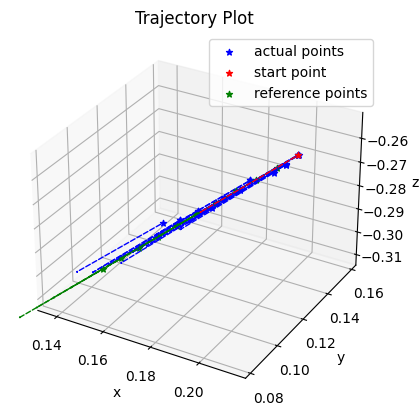 Trajectory Plot
actual points
start point
reference points
−0.26
−0.27
−0.28
−0.29
−0.30
−0.31
z
0.14
0.16
0.18
0.20
x
0.08
0.10
0.12
0.14
0.16
y